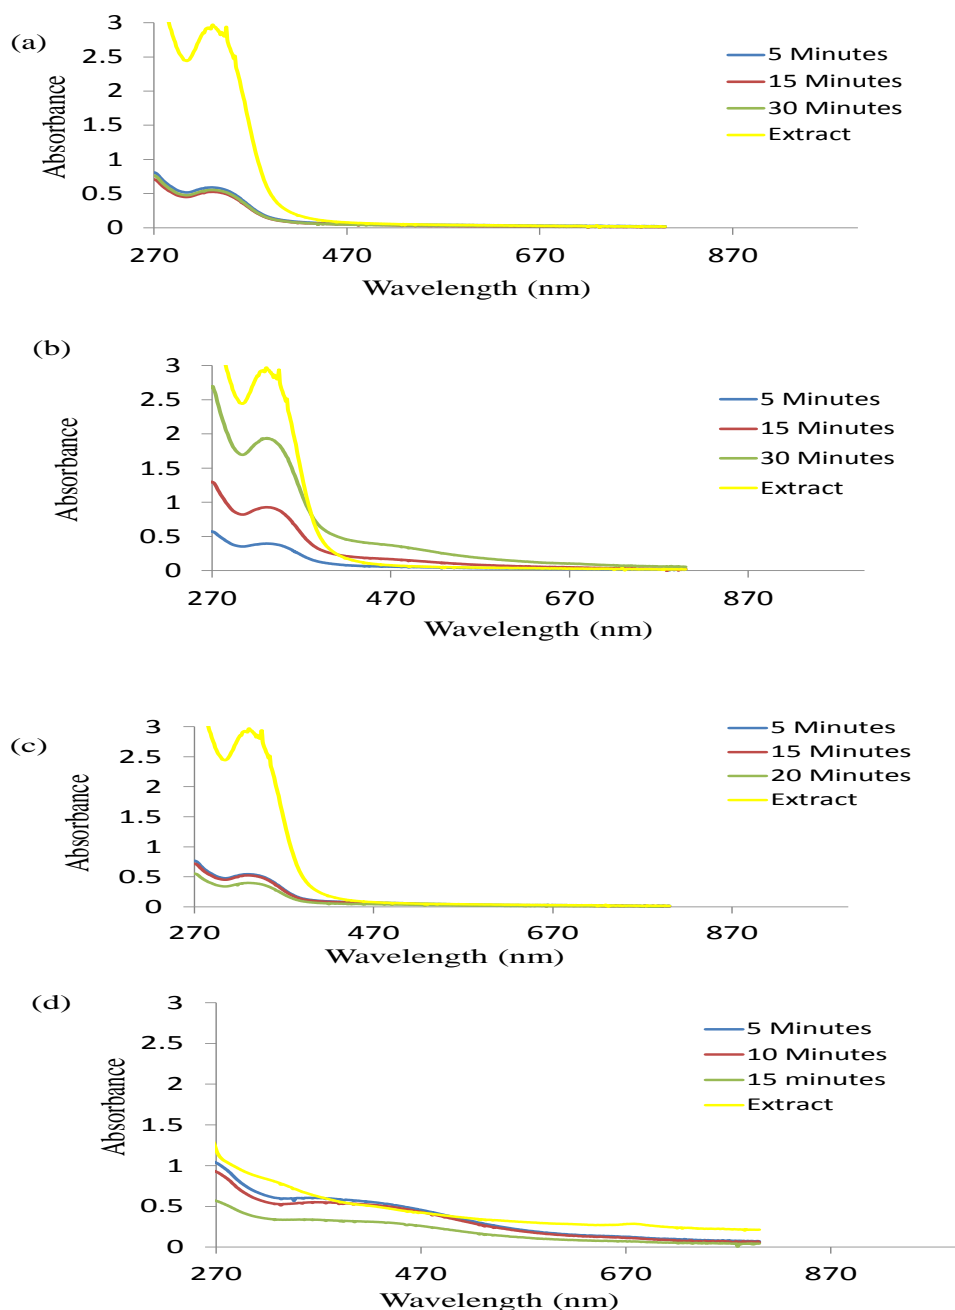 (a)
3
2.5
2
1.5
1
0.5
0
Absorbance
270 470 670 870
Wavelength (nm)
5 Minutes
15 Minutes
30 Minutes
Extract
(b)
3
2.5
2
1.5
1
0.5
0
Absorbance
270 470 670 870
Wavelength (nm)
5 Minutes
15 Minutes
30 Minutes
Extract
(c)
3
2.5
2
1.5
1
0.5
0
Absorbance
270 470 670 870
Wavelength (nm)
5 Minutes
15 Minutes
20 Minutes
Extract
(d)
3
2.5
2
1.5
1
0.5
0
Absorbance
270 470 670 870
Wavelength (nm)
5 Minutes
10 Minutes
15 minutes
Extract